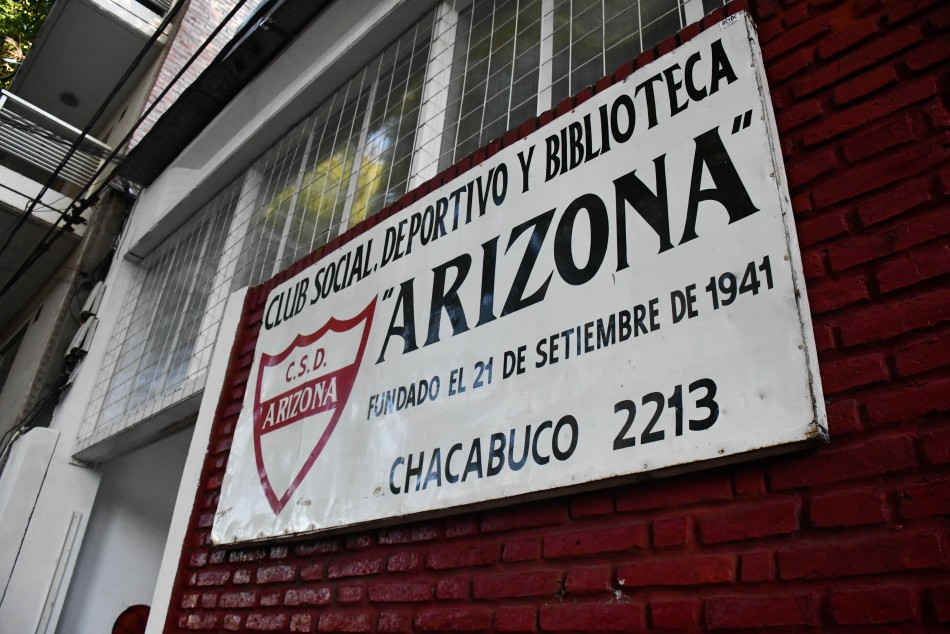 CLUB SOCIAL, DEPORTIVO Y BIBLIOTECA
"ARIZONA"
C.S.D.
ARIZONA
FUNDADO EL 21 DE SETIEMBRE DE 1941
CHACABUCO 2213